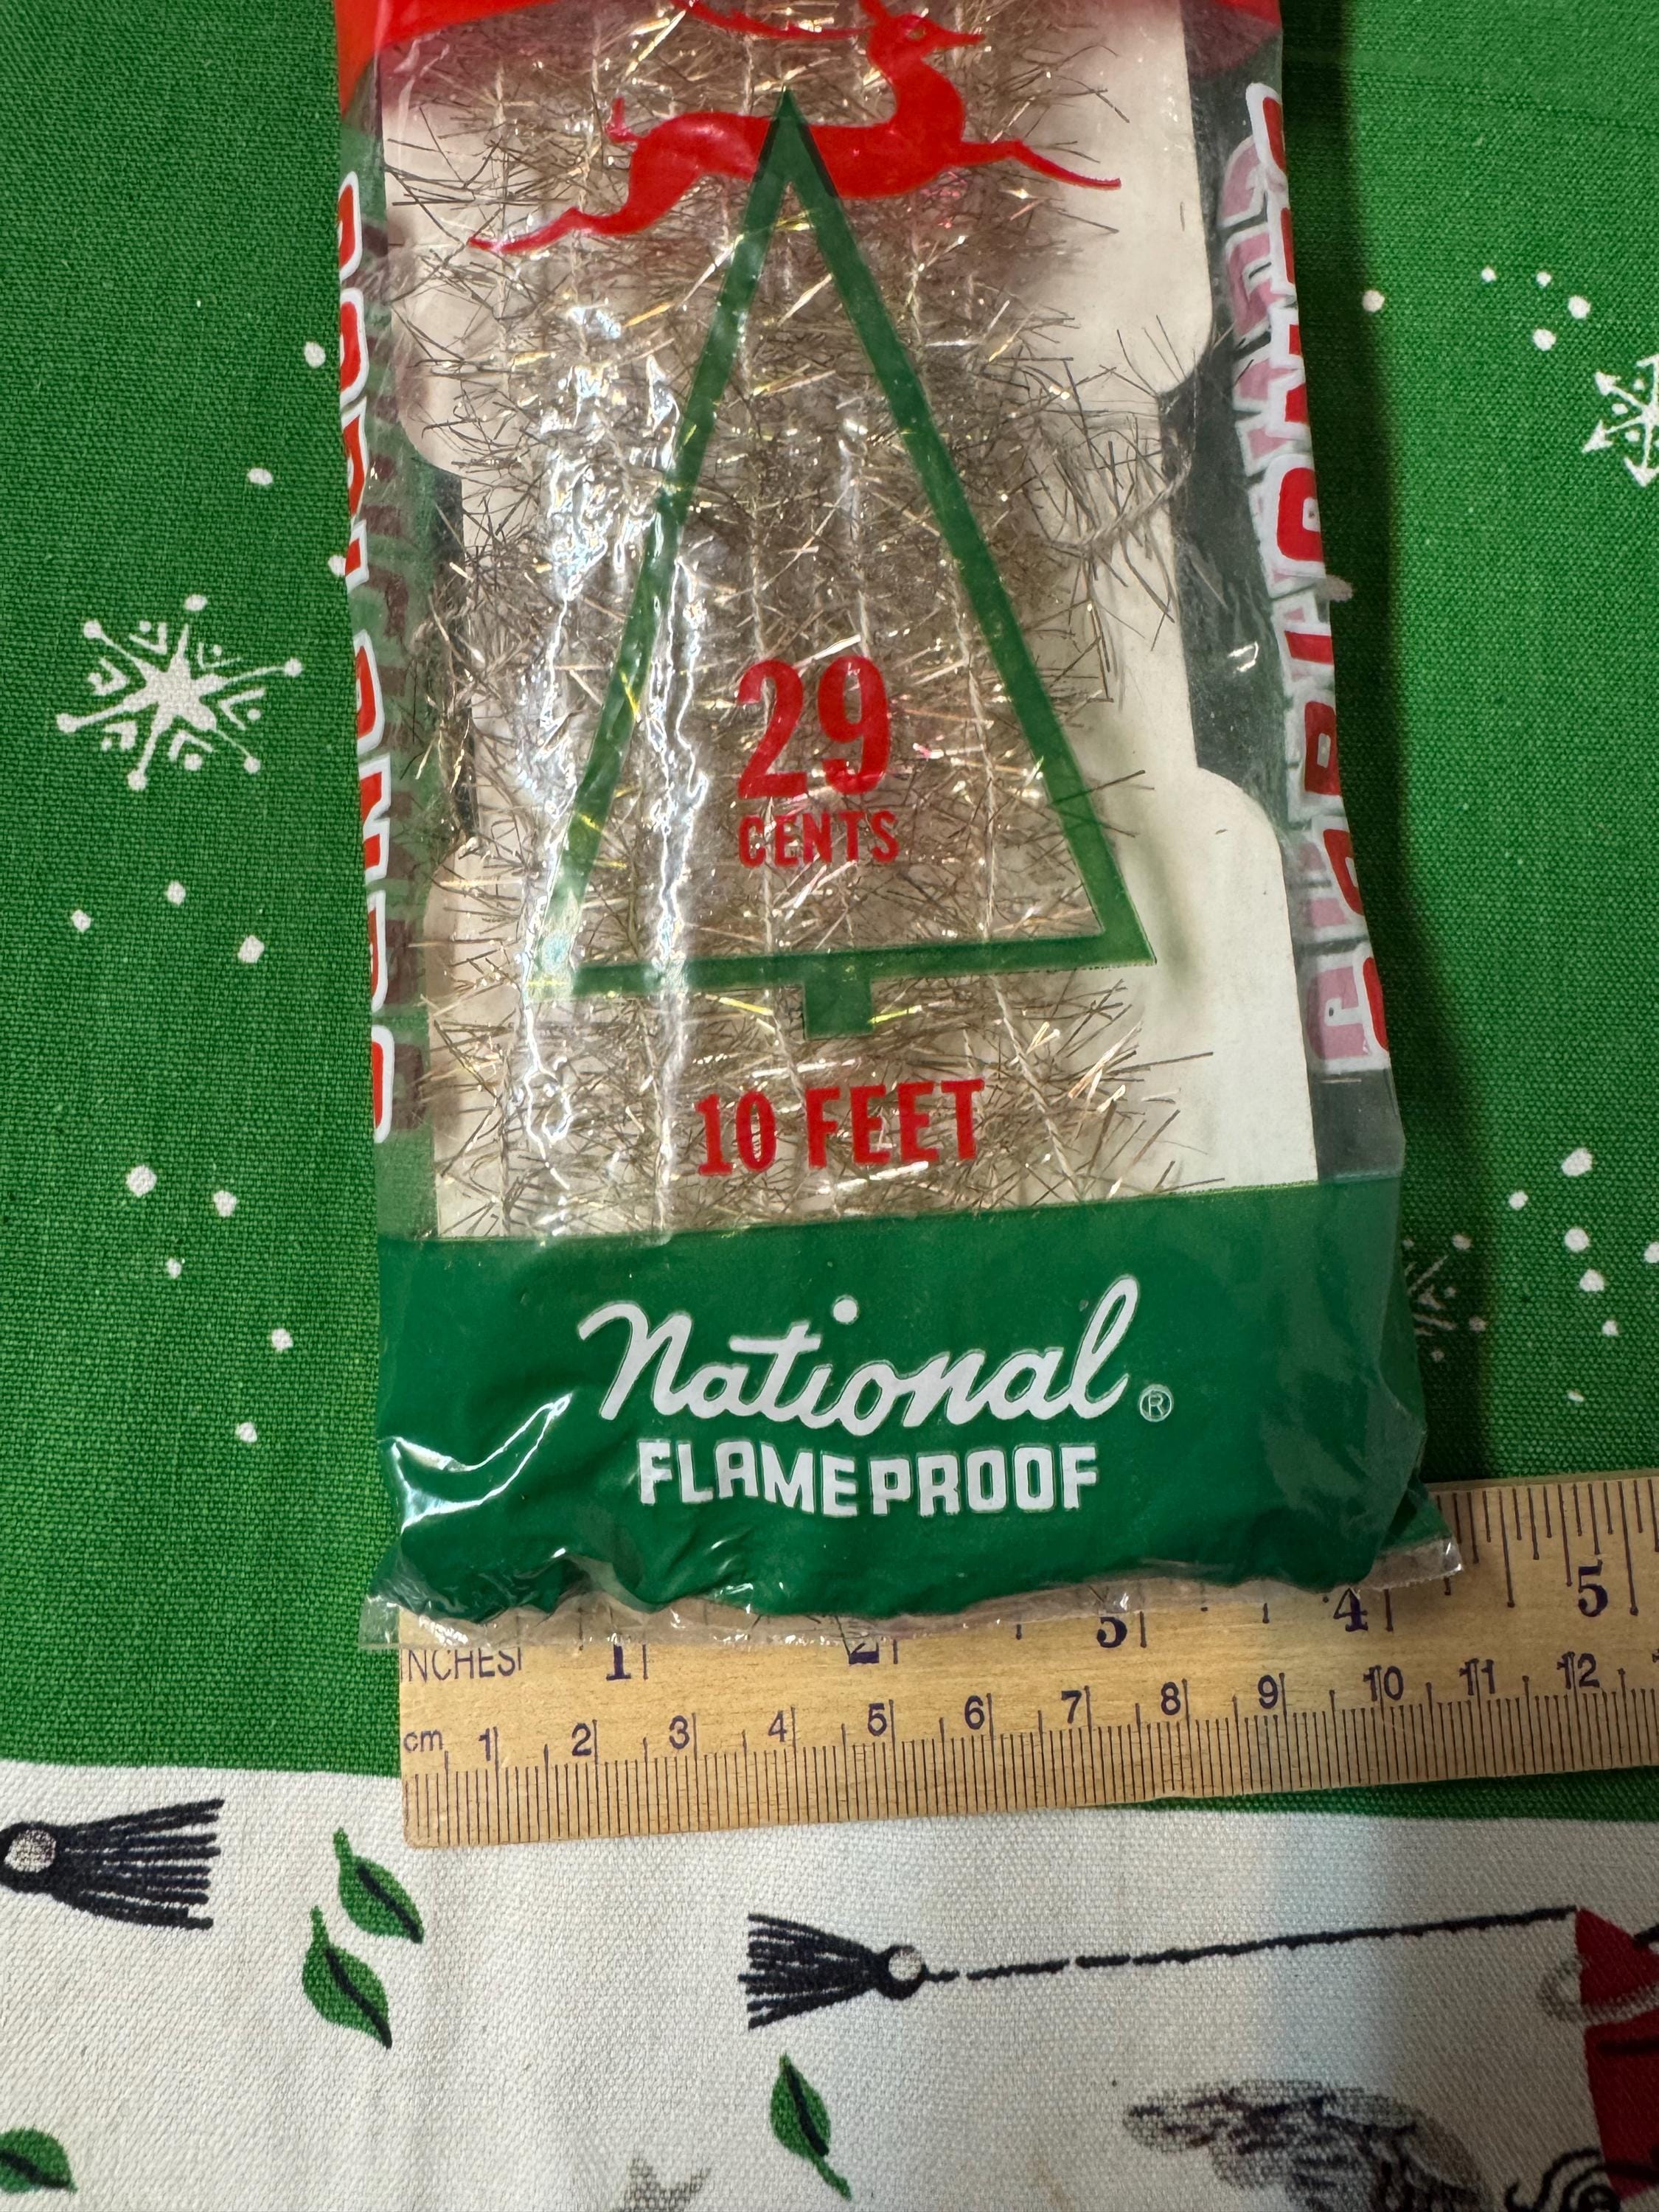 29
CENTS
10 FEET
National ®
FLAMEPROOF
INCHES 1 2 3 4 5
cm 1 2 3 4 5 6 7 8 9 10 11 12